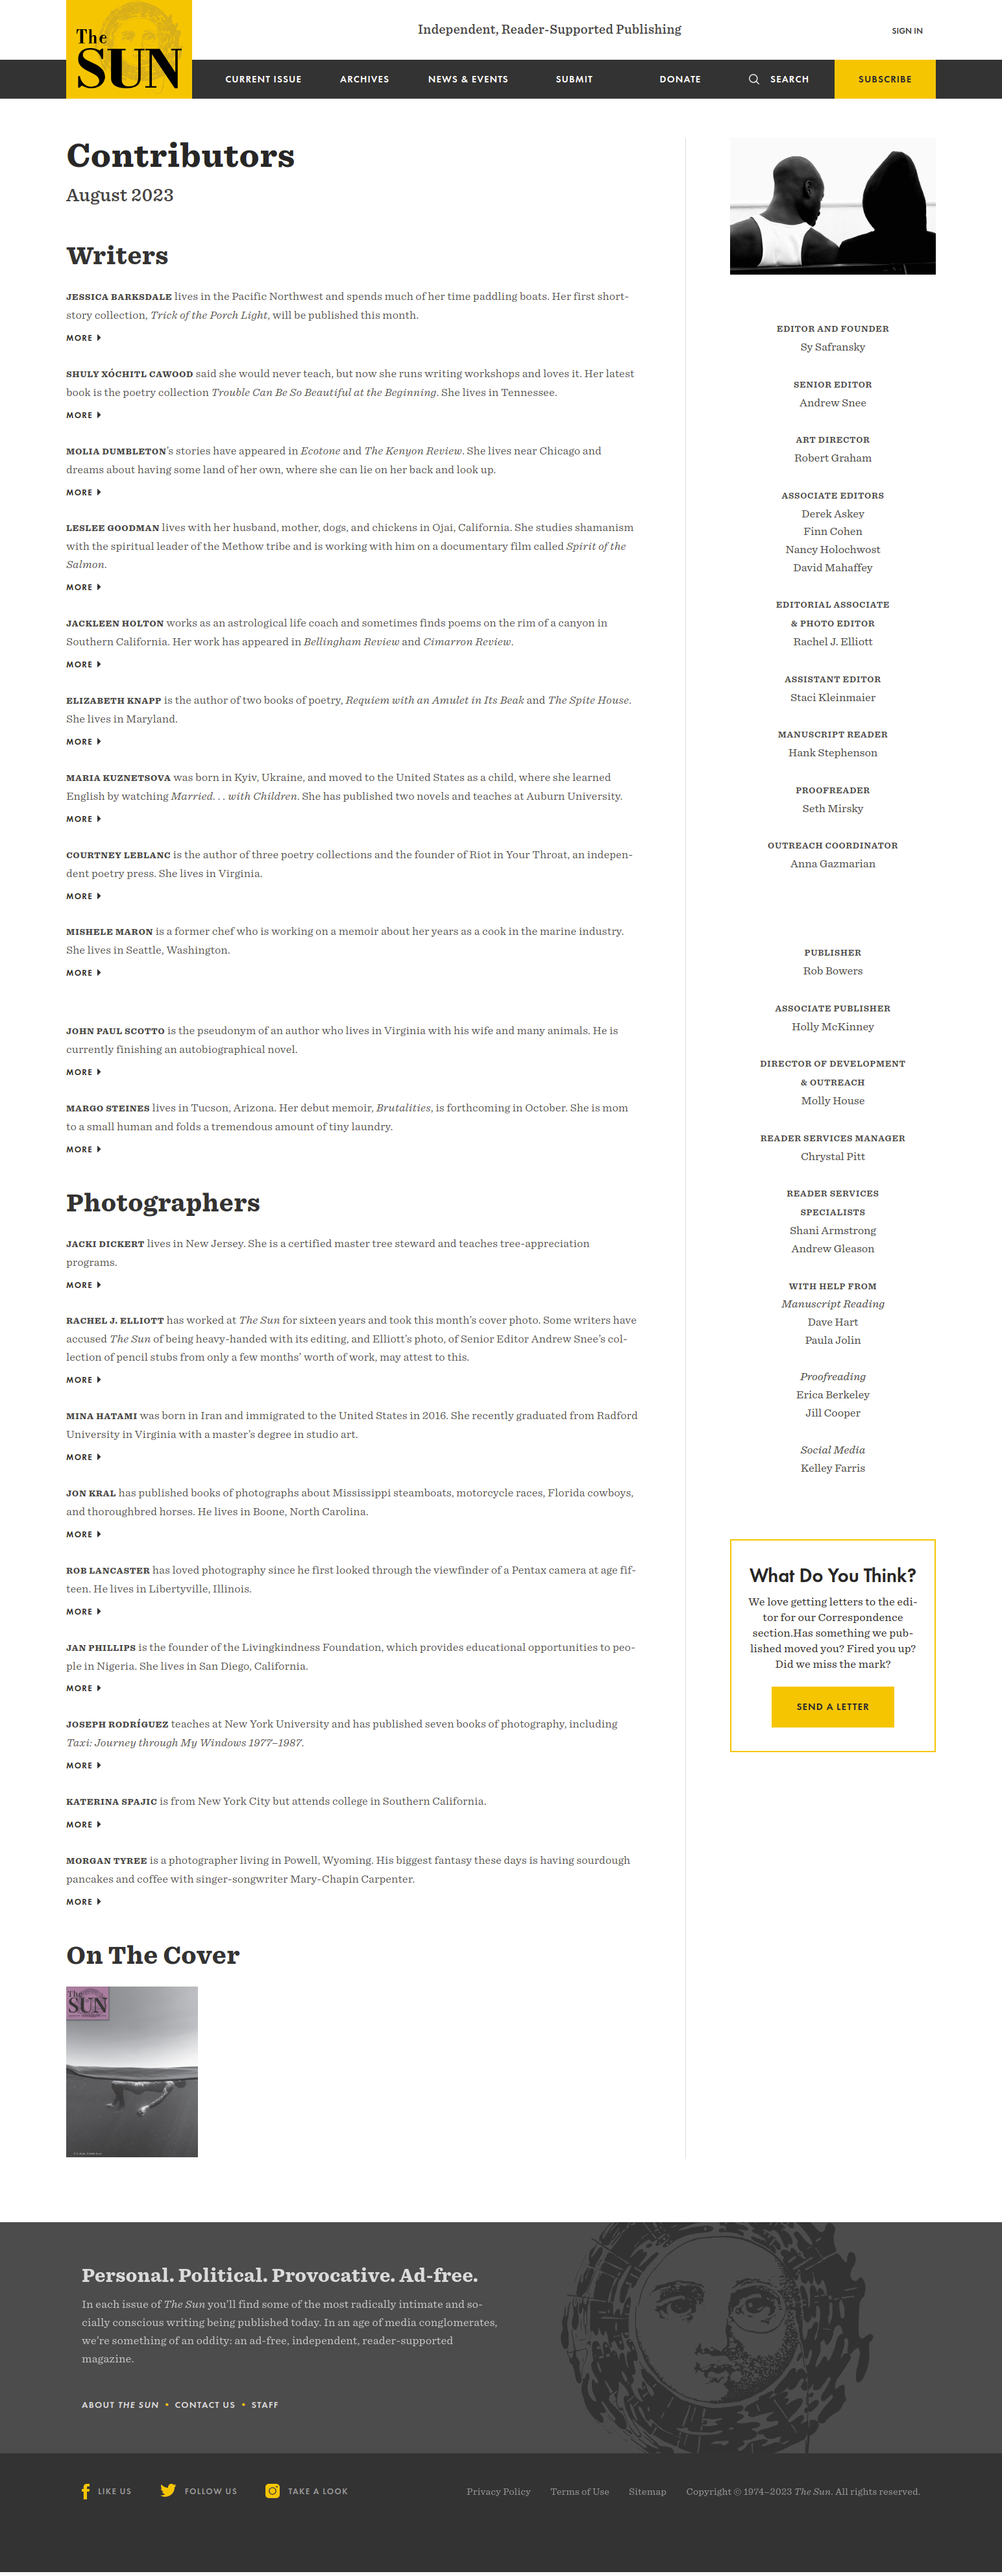 The
SUN
Independent, Reader-Supported Publishing
SIGN IN
CURRENT ISSUE
ARCHIVES
NEWS & EVENTS
SUBMIT
DONATE
SEARCH
SUBSCRIBE
Contributors
August 2023
Writers
JESSICA BARKSDALE lives in the Pacific Northwest and spends much of her time paddling boats. Her first short-
story collection, Trick of the Porch Light, will be published this month.
MORE
SHULY XÓCHITL CAWOOD said she would never teach, but now she runs writing workshops and loves it. Her latest
book is the poetry collection Trouble Can Be So Beautiful at the Beginning. She lives in Tennessee.
MORE
MOLIA DUMBLETON's stories have appeared in Ecotone and The Kenyon Review. She lives near Chicago and
dreams about having some land of her own, where she can lie on her back and look up.
MORE
LESLEE GOODMAN lives with her husband, mother, dogs, and chickens in Ojai, California. She studies shamanism
with the spiritual leader of the Methow tribe and is working with him on a documentary film called Spirit of the
Salmon.
MORE
JACKLEEN HOLTON works as an astrological life coach and sometimes finds poems on the rim of a canyon in
Southern California. Her work has appeared in Bellingham Review and Cimarron Review.
MORE
ELIZABETH KNAPP is the author of two books of poetry, Requiem with an Amulet in Its Beak and The Spite House.
She lives in Maryland.
MORE
MARIA KUZNETSOVA was born in Kyiv, Ukraine, and moved to the United States as a child, where she learned
English by watching Married. . . with Children. She has published two novels and teaches at Auburn University.
MORE
COURTNEY LEBLANC is the author of three poetry collections and the founder of Riot in Your Throat, an indepen-
dent poetry press. She lives in Virginia.
MORE
MISHELE MARON is a former chef who is working on a memoir about her years as a cook in the marine industry.
She lives in Seattle, Washington.
MORE
JOHN PAUL SCOTTO is the pseudonym of an author who lives in Virginia with his wife and many animals. He is
currently finishing an autobiographical novel.
MORE
MARGO STEINES lives in Tucson, Arizona. Her debut memoir, Brutalities, is forthcoming in October. She is mom
to a small human and folds a tremendous amount of tiny laundry.
MORE
Photographers
JACKI DICKERT lives in New Jersey. She is a certified master tree steward and teaches tree-appreciation
programs.
MORE
RACHEL J. ELLIOTT has worked at The Sun for sixteen years and took this month's cover photo. Some writers have
accused The Sun of being heavy-handed with its editing, and Elliott's photo, of Senior Editor Andrew Snee's col-
lection of pencil stubs from only a few months' worth of work, may attest to this.
MORE
MINA HATAMI was born in Iran and immigrated to the United States in 2016. She recently graduated from Radford
University in Virginia with a master's degree in studio art.
MORE
JON KRAL has published books of photographs about Mississippi steamboats, motorcycle races, Florida cowboys,
and thoroughbred horses. He lives in Boone, North Carolina.
MORE
ROB LANCASTER has loved photography since he first looked through the viewfinder of a Pentax camera at age fif-
teen. He lives in Libertyville, Illinois.
MORE
JAN PHILLIPS is the founder of the Livingkindness Foundation, which provides educational opportunities to peo-
ple in Nigeria. She lives in San Diego, California.
MORE
JOSEPH RODRÍGUEZ teaches at New York University and has published seven books of photography, including
Taxi: Journey through My Windows 1977–1987.
MORE
KATERINA SPAJIC is from New York City but attends college in Southern California.
MORE
MORGAN TYREE is a photographer living in Powell, Wyoming. His biggest fantasy these days is having sourdough
pancakes and coffee with singer-songwriter Mary-Chapin Carpenter.
MORE
On The Cover
The
SUN
EDITOR AND FOUNDER
Sy Safransky
SENIOR EDITOR
Andrew Snee
ART DIRECTOR
Robert Graham
ASSOCIATE EDITORS
Derek Askey
Finn Cohen
Nancy Holochwost
David Mahaffey
EDITORIAL ASSOCIATE
& PHOTO EDITOR
Rachel J. Elliott
ASSISTANT EDITOR
Staci Kleinmaier
MANUSCRIPT READER
Hank Stephenson
PROOFREADER
Seth Mirsky
OUTREACH COORDINATOR
Anna Gazmarian
PUBLISHER
Rob Bowers
ASSOCIATE PUBLISHER
Holly McKinney
DIRECTOR OF DEVELOPMENT
& OUTREACH
Molly House
READER SERVICES MANAGER
Chrystal Pitt
READER SERVICES
SPECIALISTS
Shani Armstrong
Andrew Gleason
WITH HELP FROM
Manuscript Reading
Dave Hart
Paula Jolin
Proofreading
Erica Berkeley
Jill Cooper
Social Media
Kelley Farris
What Do You Think?
We love getting letters to the edi-
tor for our Correspondence
section.Has something we pub-
lished moved you? Fired you up?
Did we miss the mark?
SEND A LETTER
Personal. Political. Provocative. Ad-free.
In each issue of The Sun you'll find some of the most radically intimate and so-
cially conscious writing being published today. In an age of media conglomerates,
we're something of an oddity: an ad-free, independent, reader-supported
magazine.
ABOUT THE SUN • CONTACT US • STAFF
LIKE US
FOLLOW US
TAKE A LOOK
Privacy Policy
Terms of Use
Sitemap
Copyright © 1974–2023 The Sun. All rights reserved.